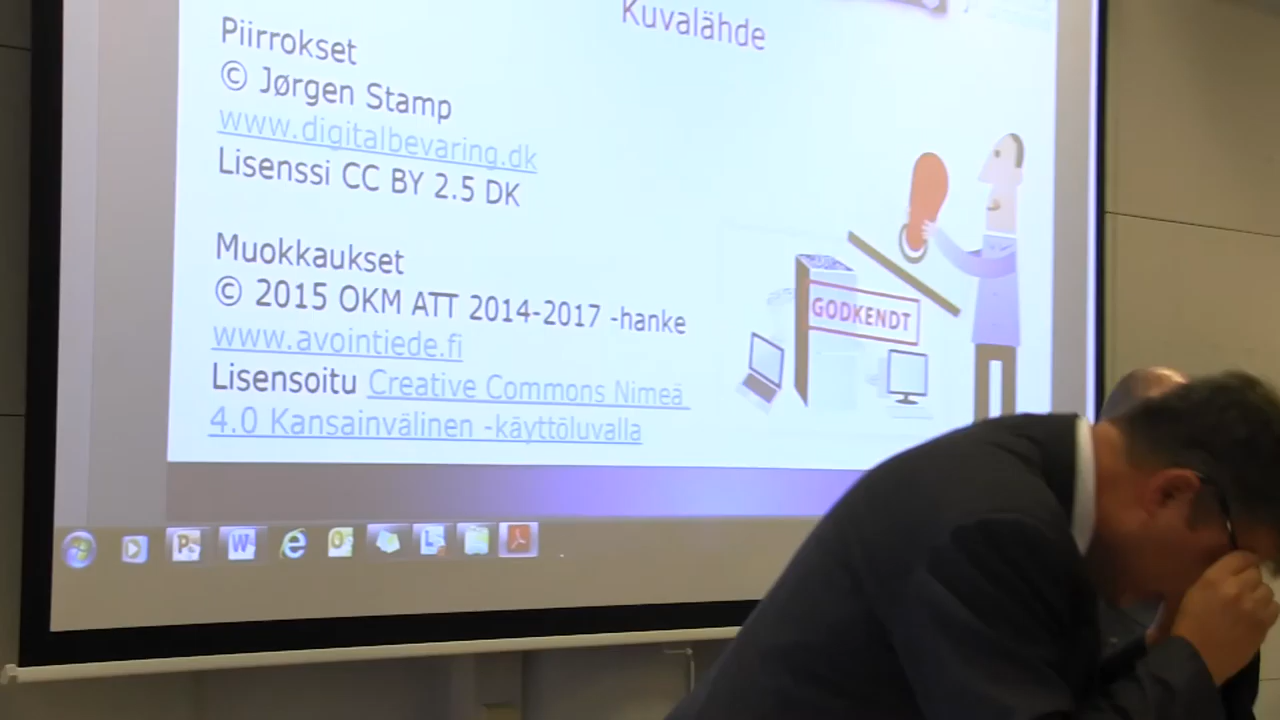 Kuvalähde
Piirrokset
© Jørgen Stamp
www.digitalbevaring.dk
Lisenssi CC BY 2.5 DK
Muokkaukset
© 2015 OKM ATT 2014-2017 -hanke
www.avointiede.fi
Lisensoitu Creative Commons Nimeä
4.0 Kansainvälinen -käyttöluvalla
GODKENDT